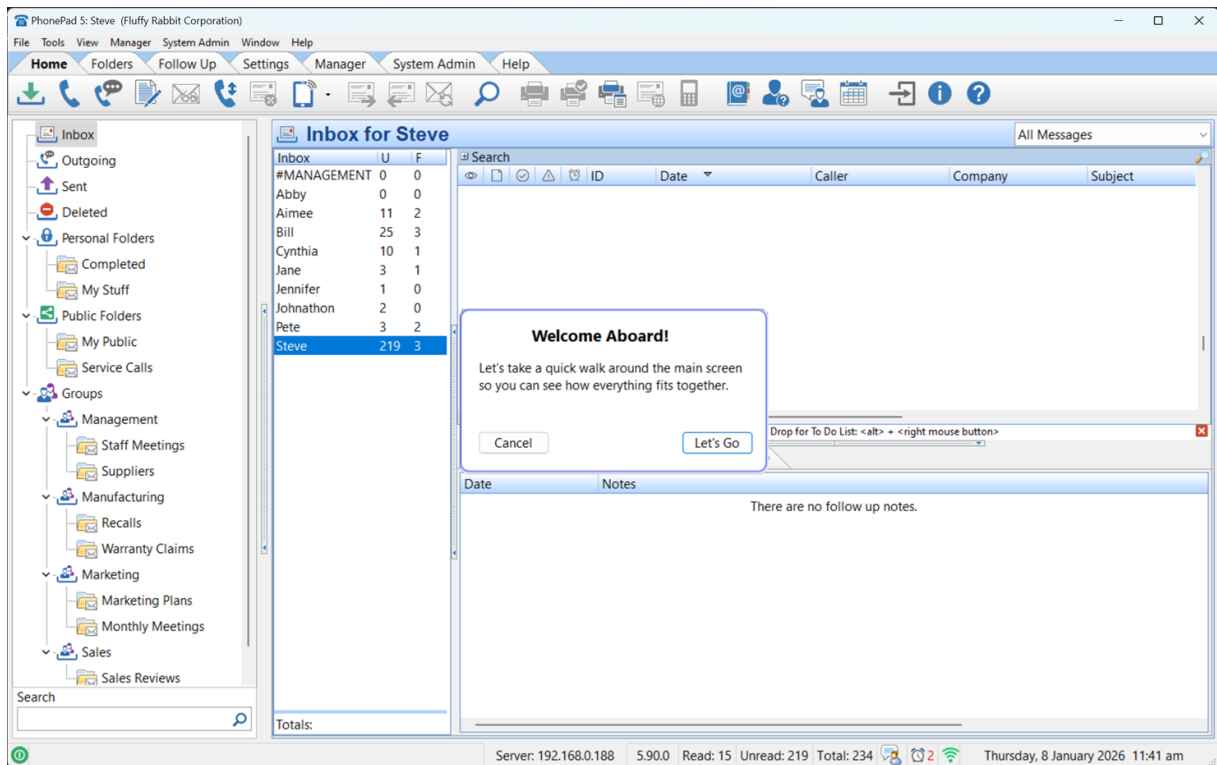 PhonePad 5: Steve (Fluffy Rabbit Corporation)
File Tools View Manager System Admin Window Help
Home Folders Follow Up Settings Manager System Admin Help
Inbox
Outgoing
Sent
Deleted
Personal Folders
Completed
My Stuff
Public Folders
My Public
Service Calls
Groups
Management
Staff Meetings
Suppliers
Manufacturing
Recalls
Warranty Claims
Marketing
Marketing Plans
Monthly Meetings
Sales
Sales Reviews
Search
Inbox for Steve
All Messages
Inbox U F
#MANAGEMENT 0 0
Abby 0 0
Aimee 11 2
Bill 25 3
Cynthia 10 1
Jane 3 1
Jennifer 1 0
Johnathon 2 0
Pete 3 2
Steve 219 3
Totals:
Search
ID Date Caller Company Subject
Welcome Aboard!
Let's take a quick walk around the main screen
so you can see how everything fits together.
Cancel Let's Go
Drop for To Do List: <alt> + <right mouse button>
Date Notes
There are no follow up notes.
Server: 192.168.0.188 5.90.0 Read: 15 Unread: 219 Total: 234 2 Thursday, 8 January 2026 11:41 am